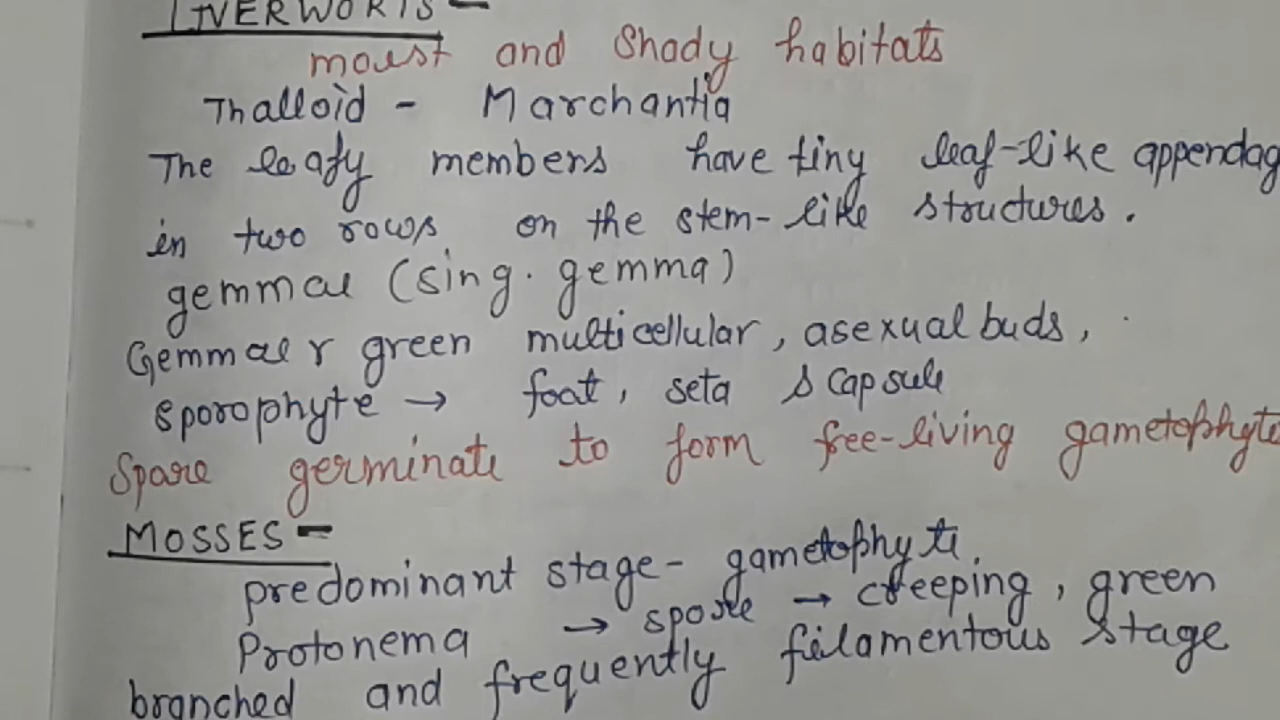 LIVERWORTS -
moist and Shady habitats
Thalloid - Marchantia
The leafy members have tiny leaf-like appendag
in two rows on the stem-like structures.
gemmae (sing. gemma)
Gemmae r green multicellular, asexual buds,
sporophyte → foot, seta & capsule
Spore germinate to form free-living gametophyte
MOSSES -
predominant stage - gametophyte.
Protonema → spore → creeping, green
branched and frequently filamentous stage